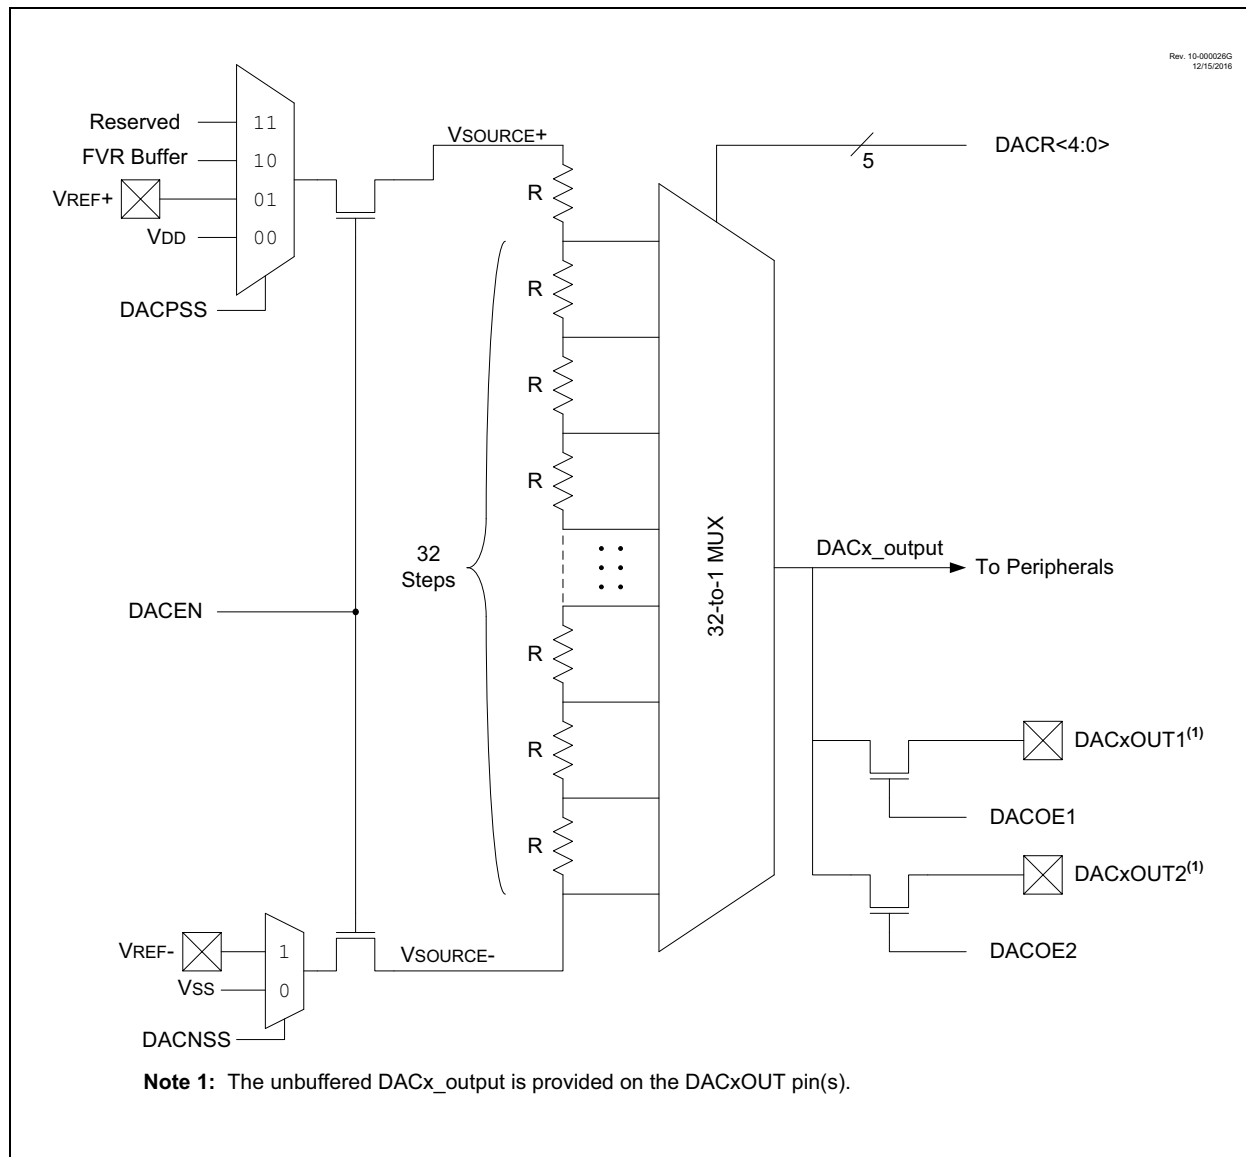 Rev. 10-000026G
12/15/2016
Reserved 11
FVR Buffer 10
VREF+ 01
VDD 00
DACPSS
VSOURCE+
DACR<4:0>
5
R
R
R
R
32
Steps
DACEN
R
R
R
32-to-1 MUX
DACx_output
To Peripherals
DACxOUT1(1)
DACOE1
DACxOUT2(1)
DACOE2
VREF- 1
VSS 0
VSOURCE-
DACNSS
Note 1: The unbuffered DACx_output is provided on the DACxOUT pin(s).